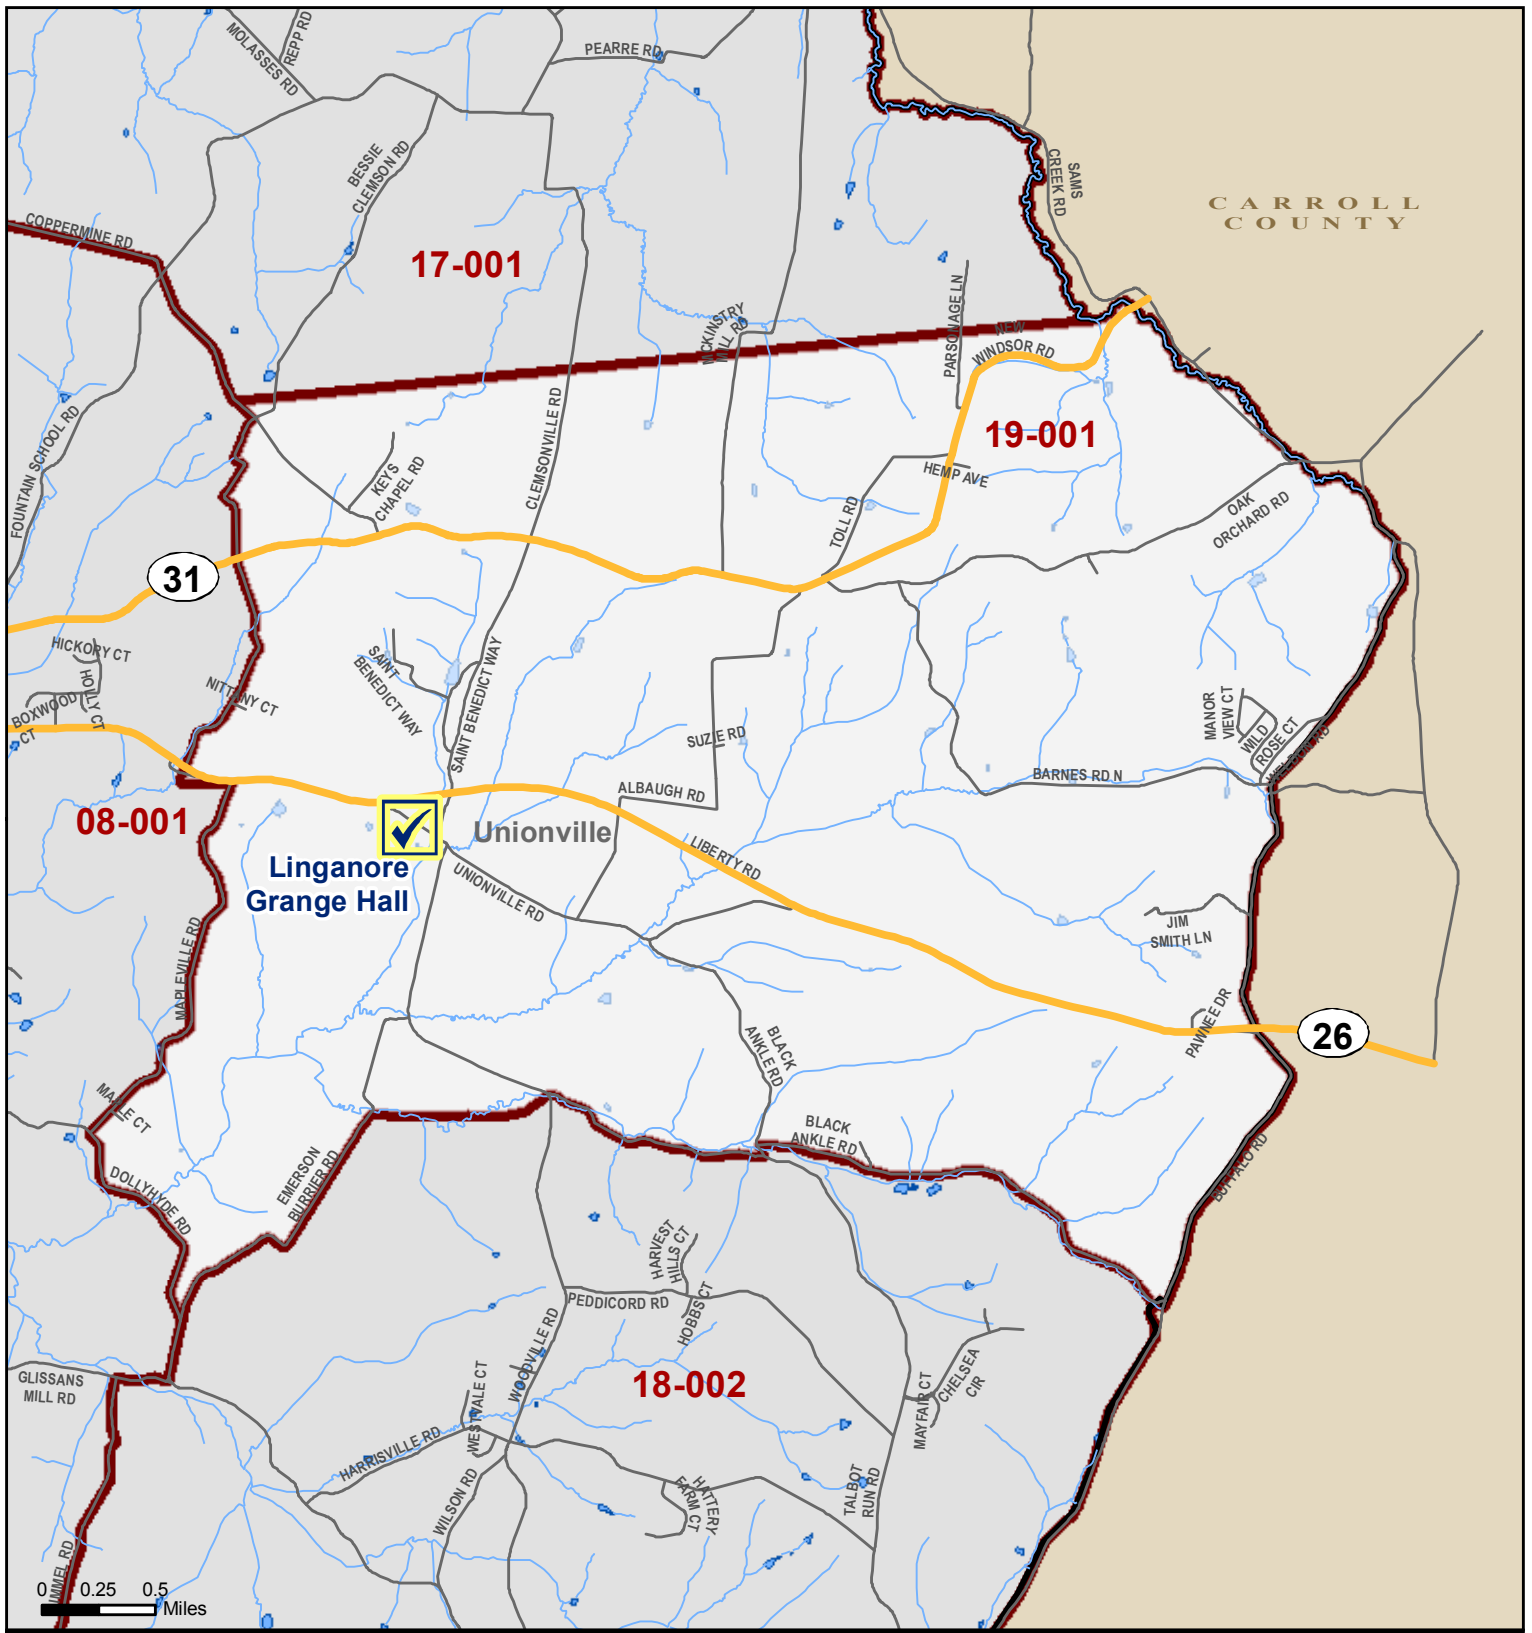 MOLASSES RD
REPP RD
PEARRE RD
BESSIE
CLEMSON RD
SAMS
CREEK RD
CARROLL
COUNTY
COPPERMINE RD
17-001
PARSONAGE LN
MCKINSTRY
MILL RD
NEW
WINDSOR RD
19-001
CLEMSONVILLE RD
FOUNTAIN SCHOOL RD
KEYS
CHAPEL RD
HEMP AVE
TOLL RD
OAK
ORCHARD RD
31
HICKORY CT
HOLLY CT
BOXWOOD
CT
NITTANY CT
SAINT
BENEDICT WAY
SAINT BENEDICT WAY
SUZIE RD
MANOR
VIEW CT
WILD
ROSE CT
WELDON RD
BARNES RD N
ALBAUGH RD
08-001
Unionville
LIBERTY RD
Linganore
Grange Hall
UNIONVILLE RD
MAPLEVILLE RD
JIM
SMITH LN
PAWNEE DR
26
BLACK
ANKLE RD
MAPLE CT
BLACK
ANKLE RD
BUFFALO RD
EMERSON
BURRIER RD
DOLLYHYDE RD
HARVEST
HILLS CT
PEDDICORD RD
HOBBS CT
WOODVILLE RD
GLISSANS
MILL RD
18-002
WESTVALE CT
MAYFAIR CT
CHELSEA
CIR
HARRISVILLE RD
WILSON RD
HATTERY
FARM CT
TALBOT
RUN RD
IMMEL RD
0 0.25 0.5
Miles